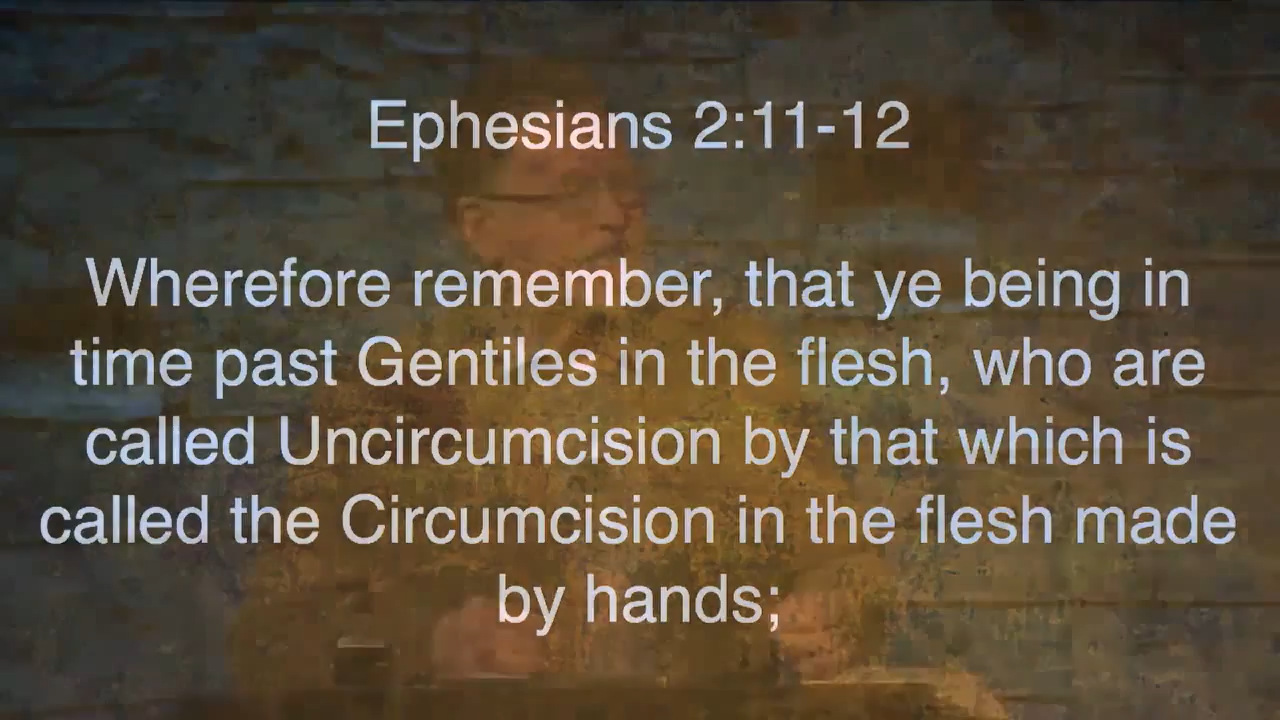 Ephesians 2:11-12
Wherefore remember, that ye being in
time past Gentiles in the flesh, who are
called Uncircumcision by that which is
called the Circumcision in the flesh made
by hands;